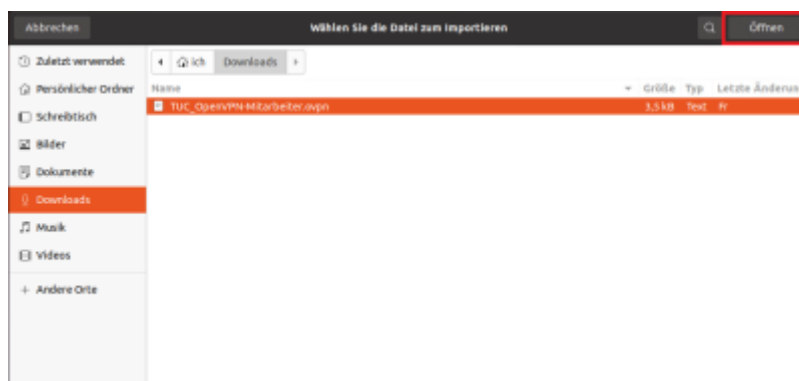 Abbrechen Wählen Sie die Datei zum Importieren Öffnen
Zuletzt verwendet
ich Downloads
Persönlicher Ordner
Name Größe Typ Letzte Änderun
TUC_OpenVPN-Mitarbeiter.ovpn 3,5 kB Text Fr
Schreibtisch
Bilder
Dokumente
Downloads
Musik
Videos
+ Andere Orte